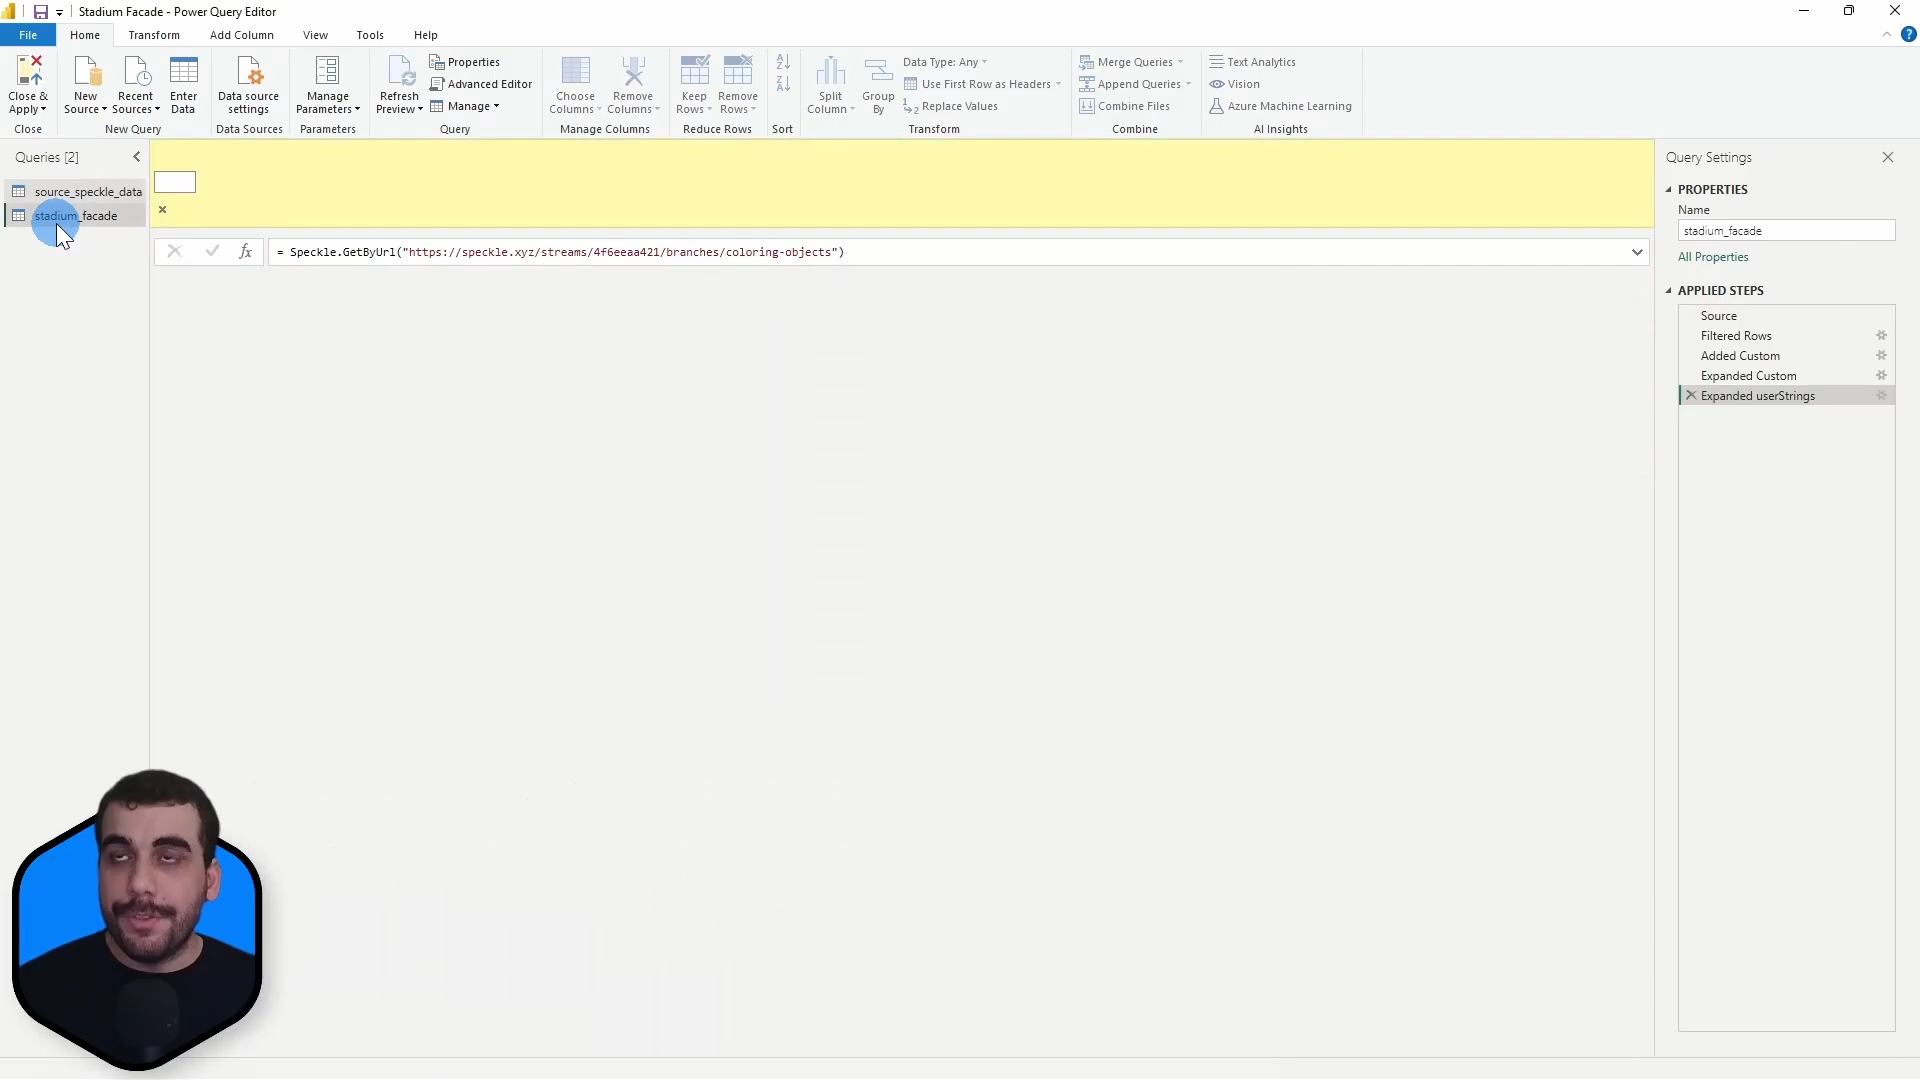 Stadium Facade - Power Query Editor
File Home Transform Add Column View Tools Help
Close & Apply
Close
New Source
Recent Sources
Enter Data
New Query
Data source settings
Data Sources
Manage Parameters
Parameters
Refresh Preview
Properties
Advanced Editor
Manage
Query
Choose Columns
Remove Columns
Manage Columns
Keep Rows
Remove Rows
Reduce Rows
Sort
Split Column
Group By
Data Type: Any
Use First Row as Headers
Replace Values
Transform
Merge Queries
Append Queries
Combine Files
Combine
Text Analytics
Vision
Azure Machine Learning
AI Insights
Queries [2]
source_speckle_data
stadium_facade
fx
= Speckle.GetByUrl("https://speckle.xyz/streams/4f6eeaa421/branches/coloring-objects")
Query Settings
PROPERTIES
Name
stadium_facade
All Properties
APPLIED STEPS
Source
Filtered Rows
Added Custom
Expanded Custom
Expanded userStrings